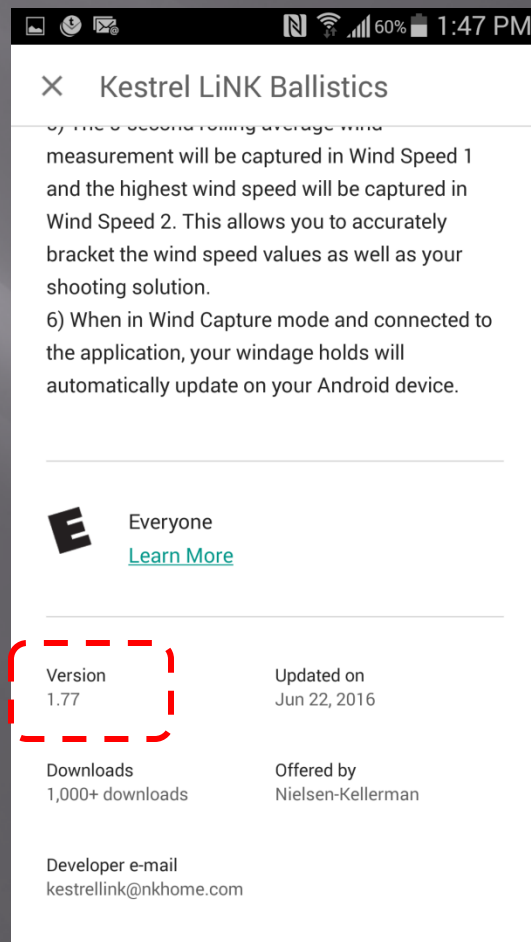 60% 1:47 PM
Kestrel LiNK Ballistics
measurement will be captured in Wind Speed 1
and the highest wind speed will be captured in
Wind Speed 2. This allows you to accurately
bracket the wind speed values as well as your
shooting solution.
6) When in Wind Capture mode and connected to
the application, your windage holds will
automatically update on your Android device.
E
Everyone
Learn More
Version
1.77
Updated on
Jun 22, 2016
Downloads
1,000+ downloads
Offered by
Nielsen-Kellerman
Developer e-mail
kestrellink@nkhome.com